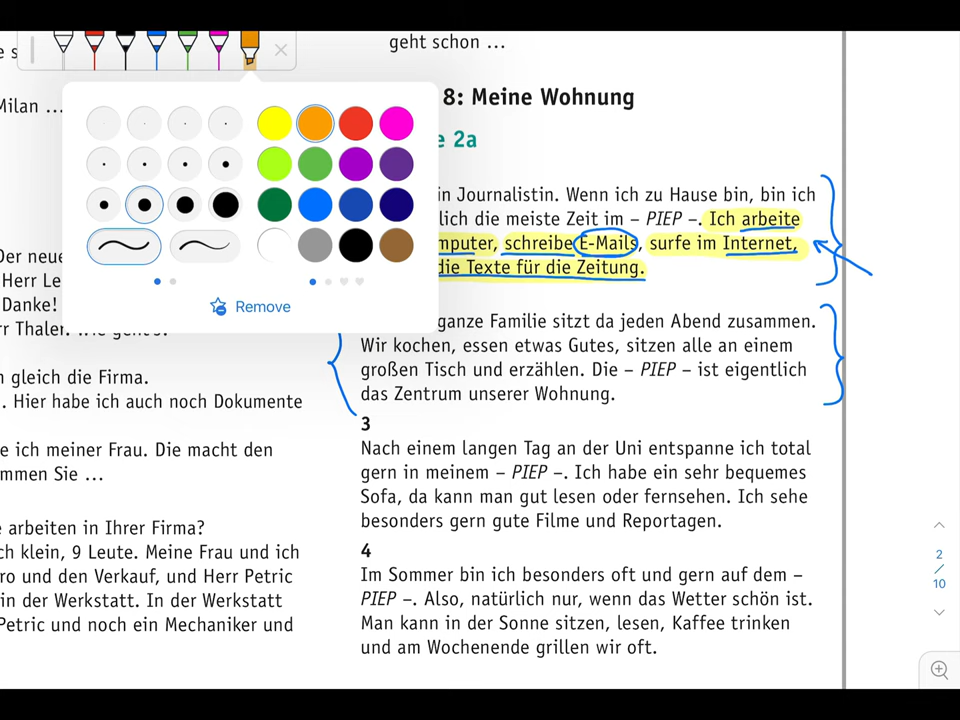 geht schon ...
Milan ...
8: Meine Wohnung
2a
in Journalistin. Wenn ich zu Hause bin, bin ich
lich die meiste Zeit im – PIEP –. Ich arbeite
mputer, schreibe E-Mails, surfe im Internet,
die Texte für die Zeitung.
Der neue
Herr Le
Danke!
rr Thaler. Wie geht's?
Remove
ganze Familie sitzt da jeden Abend zusammen.
Wir kochen, essen etwas Gutes, sitzen alle an einem
großen Tisch und erzählen. Die – PIEP – ist eigentlich
das Zentrum unserer Wohnung.
n gleich die Firma.
. Hier habe ich auch noch Dokumente
e ich meiner Frau. Die macht den
mmen Sie ...
e arbeiten in Ihrer Firma?
ch klein, 9 Leute. Meine Frau und ich
ro und den Verkauf, und Herr Petric
in der Werkstatt. In der Werkstatt
Petric und noch ein Mechaniker und
3
Nach einem langen Tag an der Uni entspanne ich total
gern in meinem – PIEP –. Ich habe ein sehr bequemes
Sofa, da kann man gut lesen oder fernsehen. Ich sehe
besonders gern gute Filme und Reportagen.
4
Im Sommer bin ich besonders oft und gern auf dem –
PIEP –. Also, natürlich nur, wenn das Wetter schön ist.
Man kann in der Sonne sitzen, lesen, Kaffee trinken
und am Wochenende grillen wir oft.
2
/
10